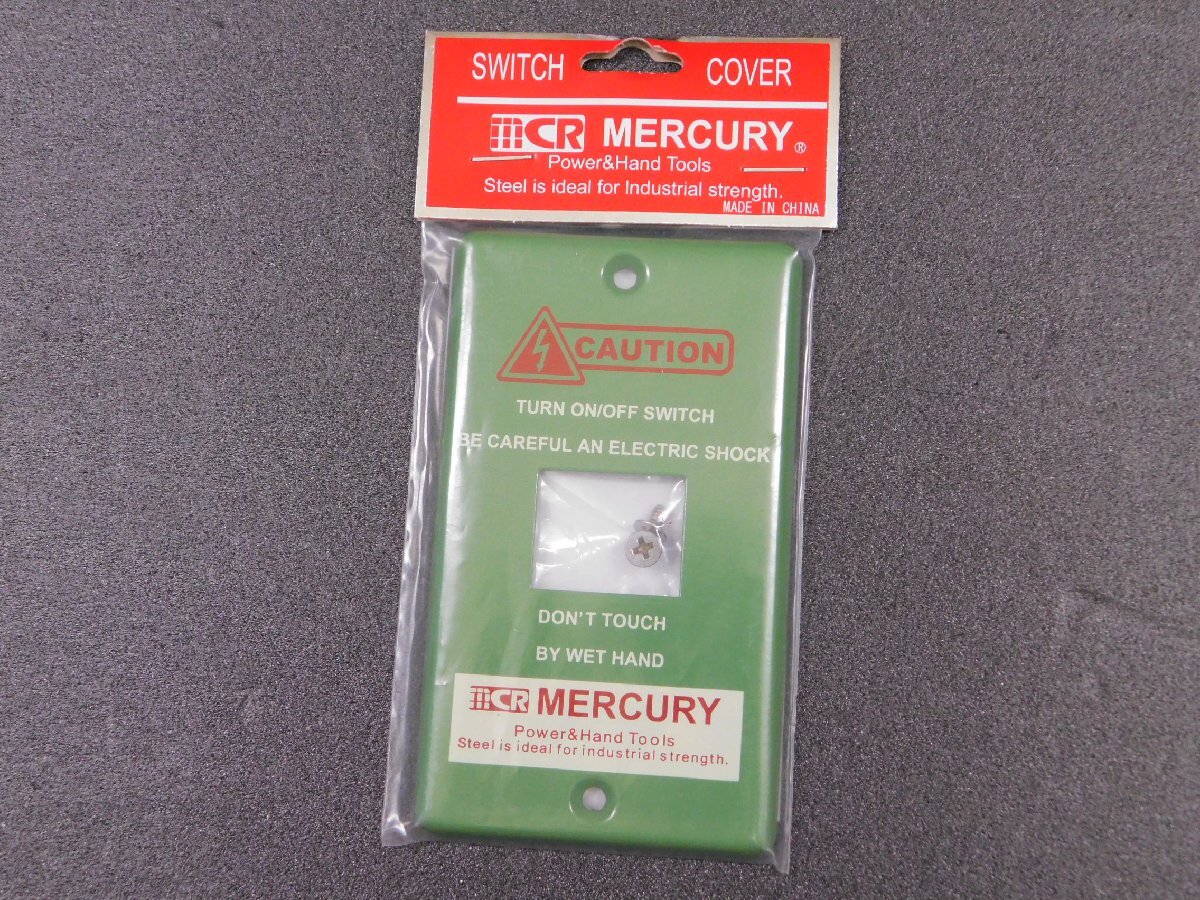 SWITCH COVER
MCR MERCURY®
Power&Hand Tools
Steel is ideal for Industrial strength.
MADE IN CHINA
CAUTION
TURN ON/OFF SWITCH
BE CAREFUL AN ELECTRIC SHOCK
DON'T TOUCH
BY WET HAND
MCR MERCURY
Power&Hand Tools
Steel is ideal for industrial strength.